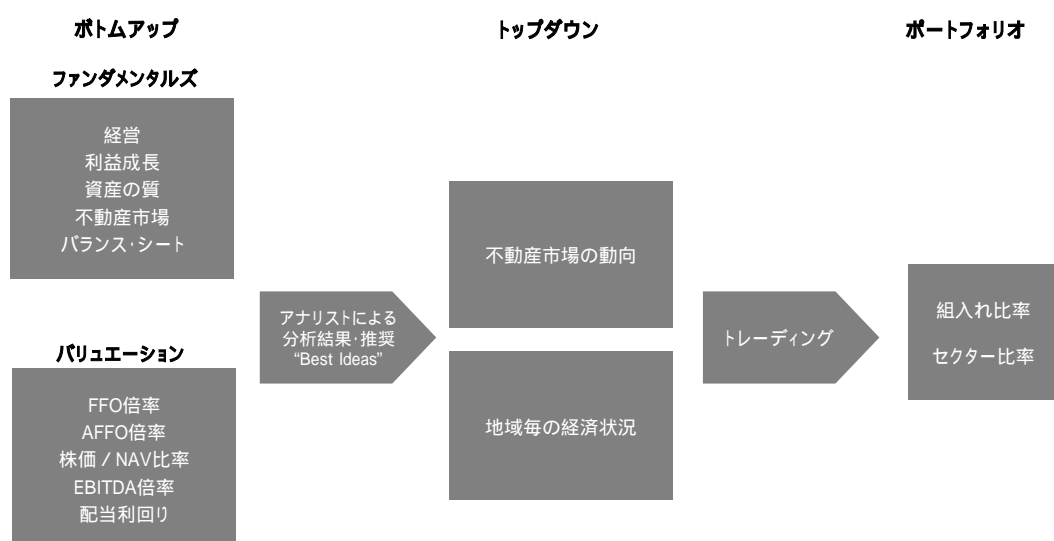 ボトムアップ
トップダウン
ポートフォリオ
ファンダメンタルズ
経営
利益成長
資産の質
不動産市場
バランス･シート
バリュエーション
FFO倍率
AFFO倍率
株価 / NAV比率
EBITDA倍率
配当利回り
アナリストによる
分析結果･推奨
“Best Ideas”
不動産市場の動向
地域毎の経済状況
トレーディング
組入れ比率
セクター比率